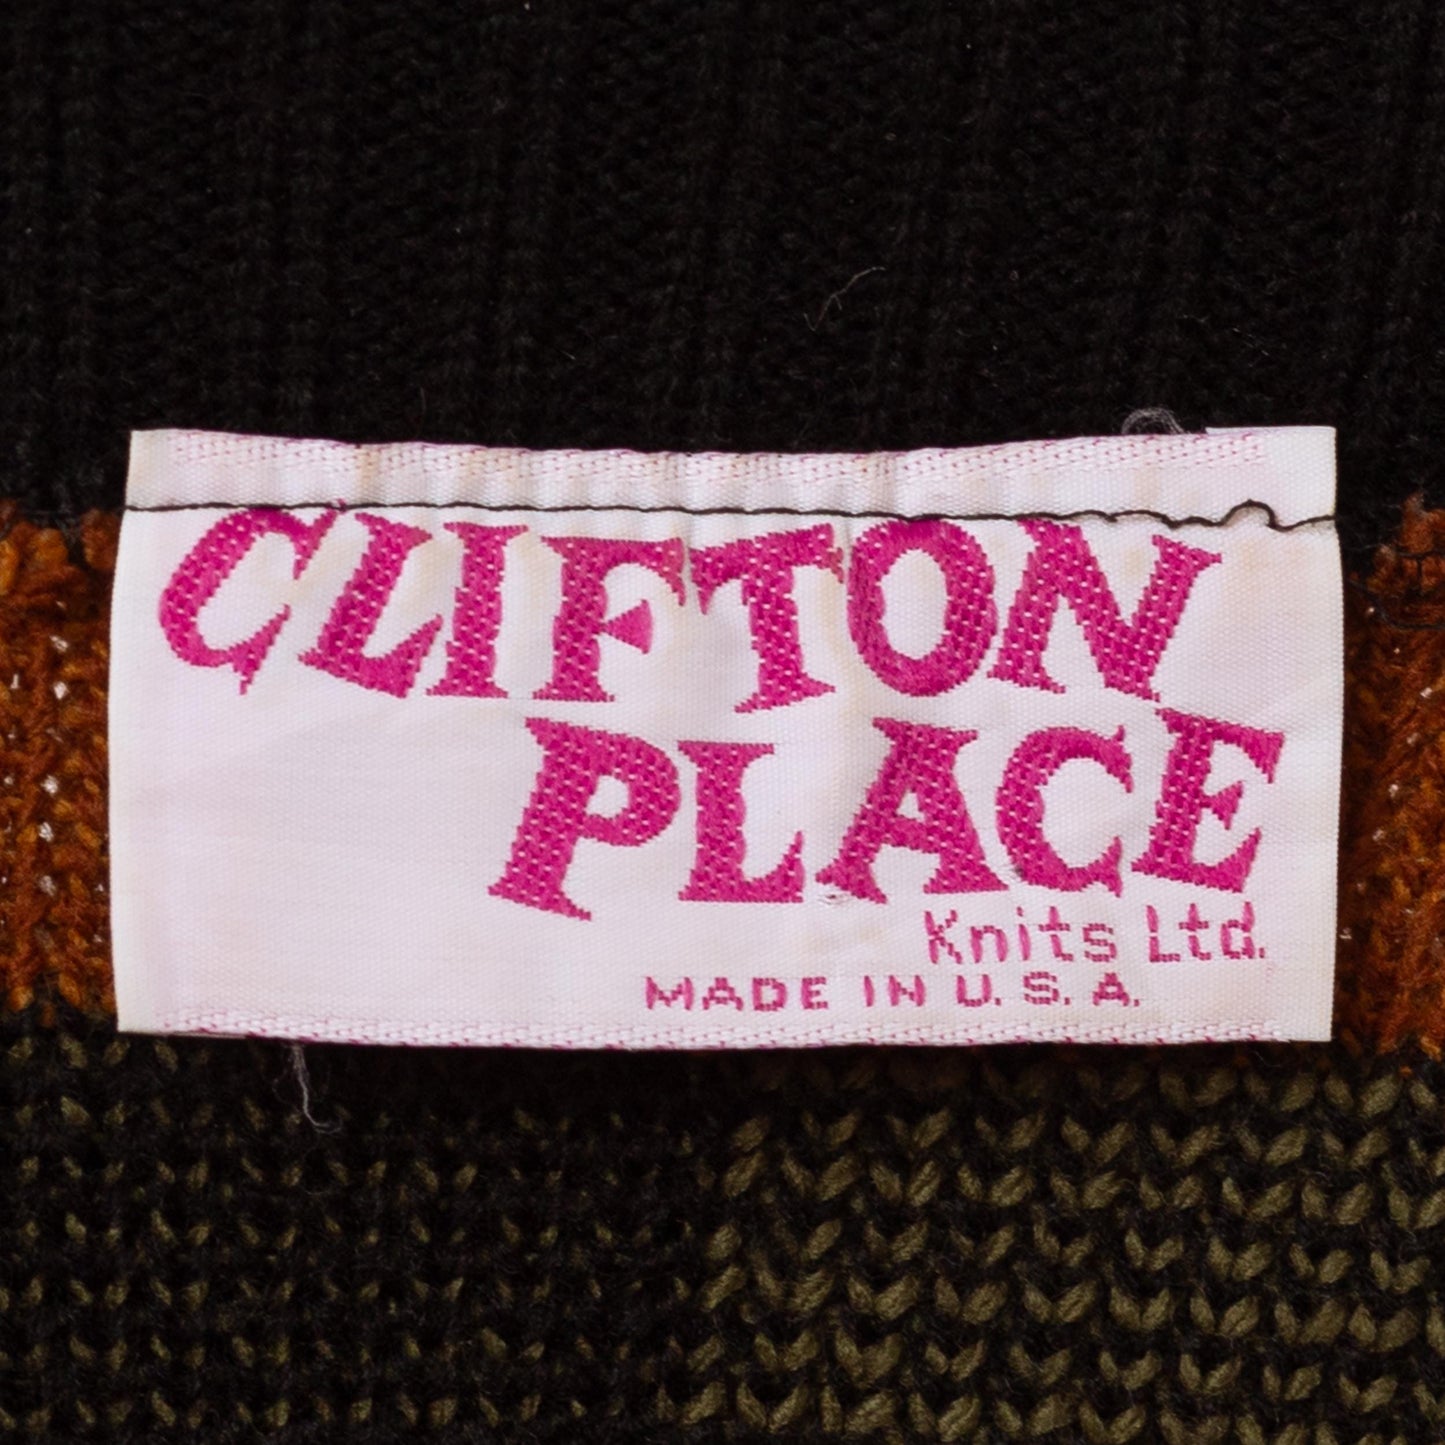 CLIFTON
PLACE
Knits Ltd.
MADE IN U.S.A.